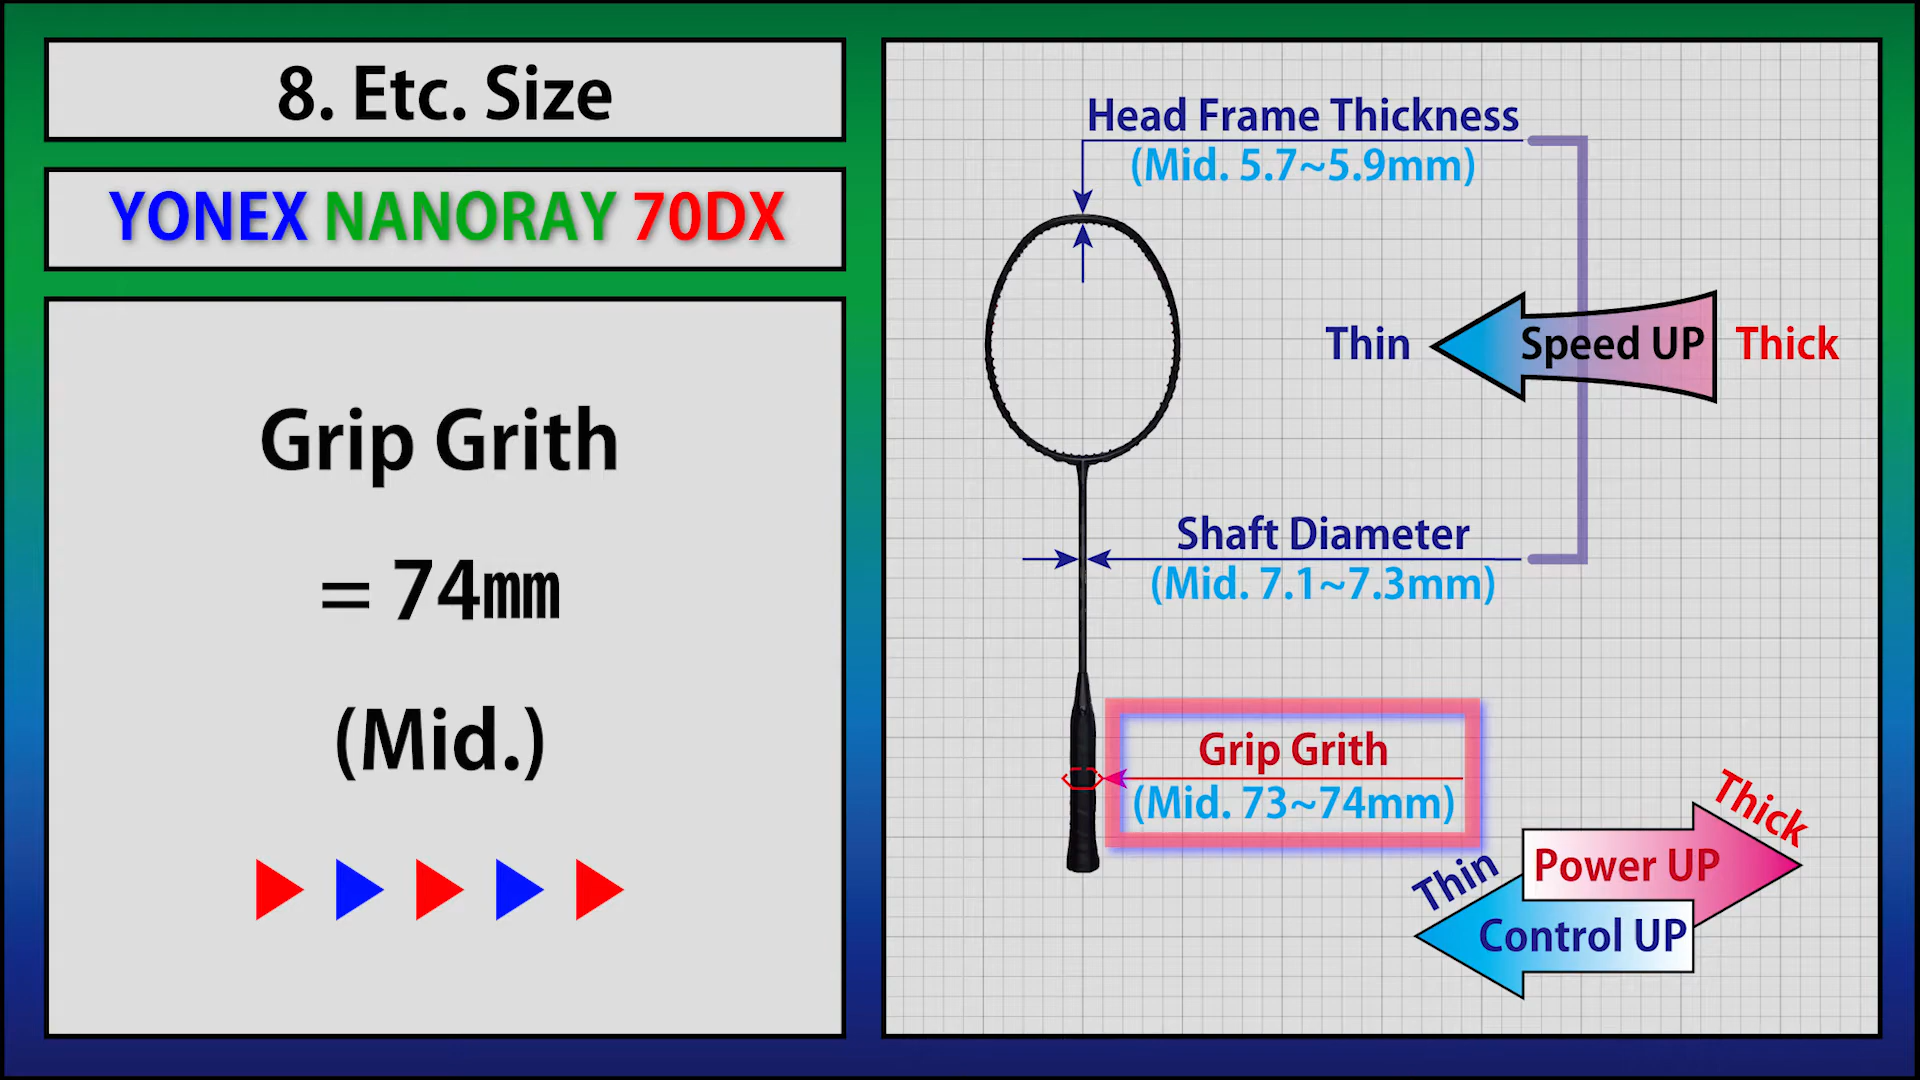 8. Etc. Size
YONEX NANORAY 70DX
Grip Grith
= 74mm
(Mid.)
Head Frame Thickness
(Mid. 5.7~5.9mm)
Thin
Speed UP
Thick
Shaft Diameter
(Mid. 7.1~7.3mm)
Grip Grith
(Mid. 73~74mm)
Thick
Power UP
Thin
Control UP